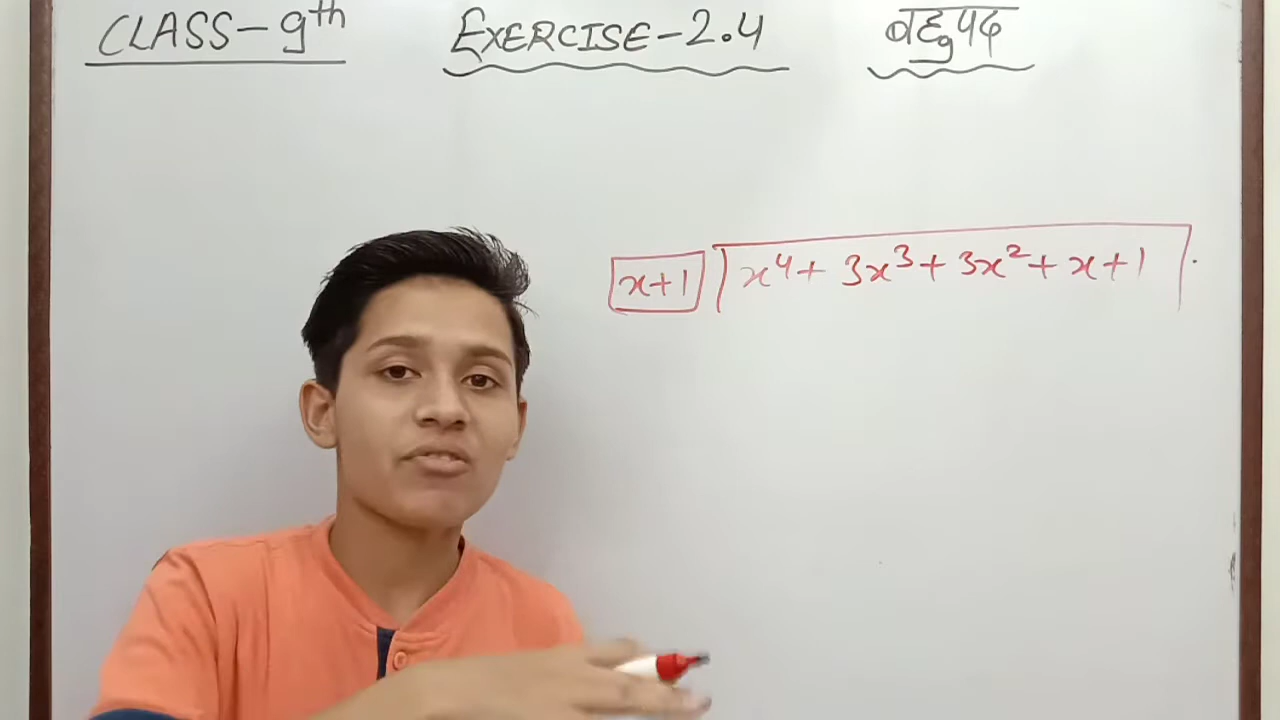 CLASS-9th EXERCISE-2.4 बहुपद
x+1 x⁴+ 3x³+ 3x²+x+1